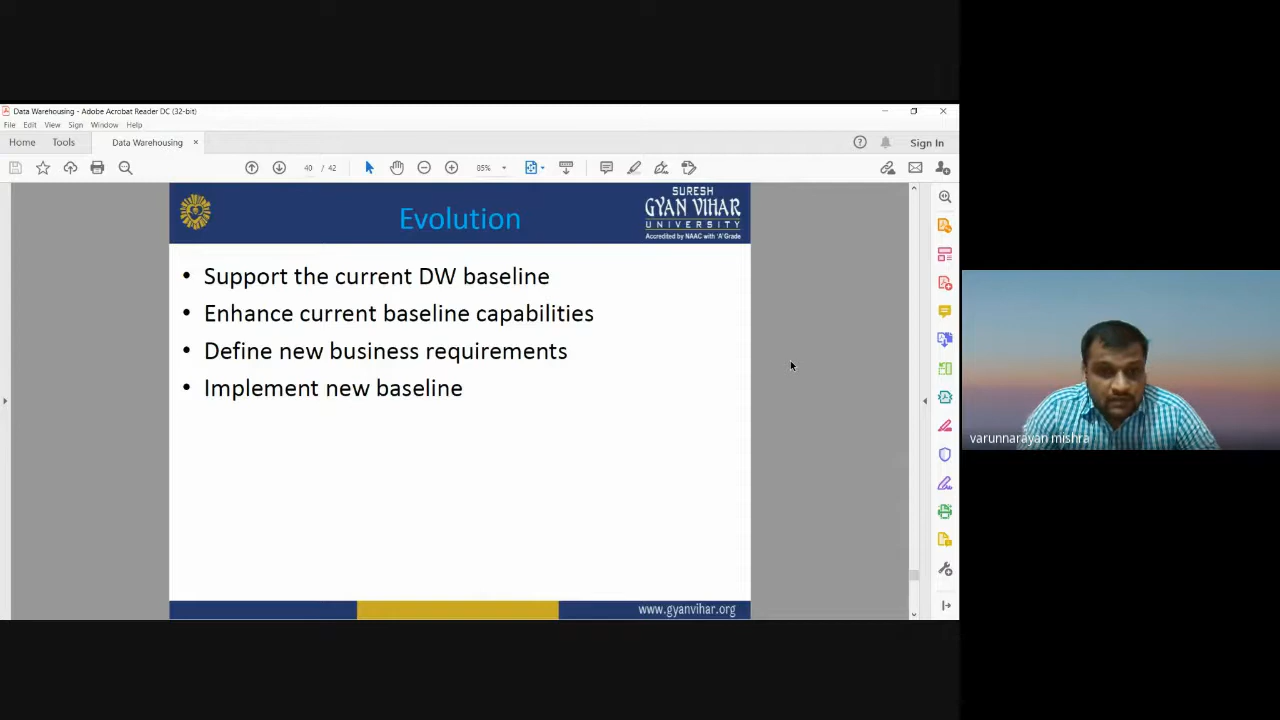 Data Warehousing - Adobe Acrobat Reader DC (32-bit)
File Edit View Sign Window Help
Home Tools Data Warehousing × Sign In
40 / 42 85%
Evolution
SURESH
GYAN VIHAR
UNIVERSITY
Accredited by NAAC with 'A' Grade
• Support the current DW baseline
• Enhance current baseline capabilities
• Define new business requirements
• Implement new baseline
www.gyanvihar.org
varunnarayan mishra